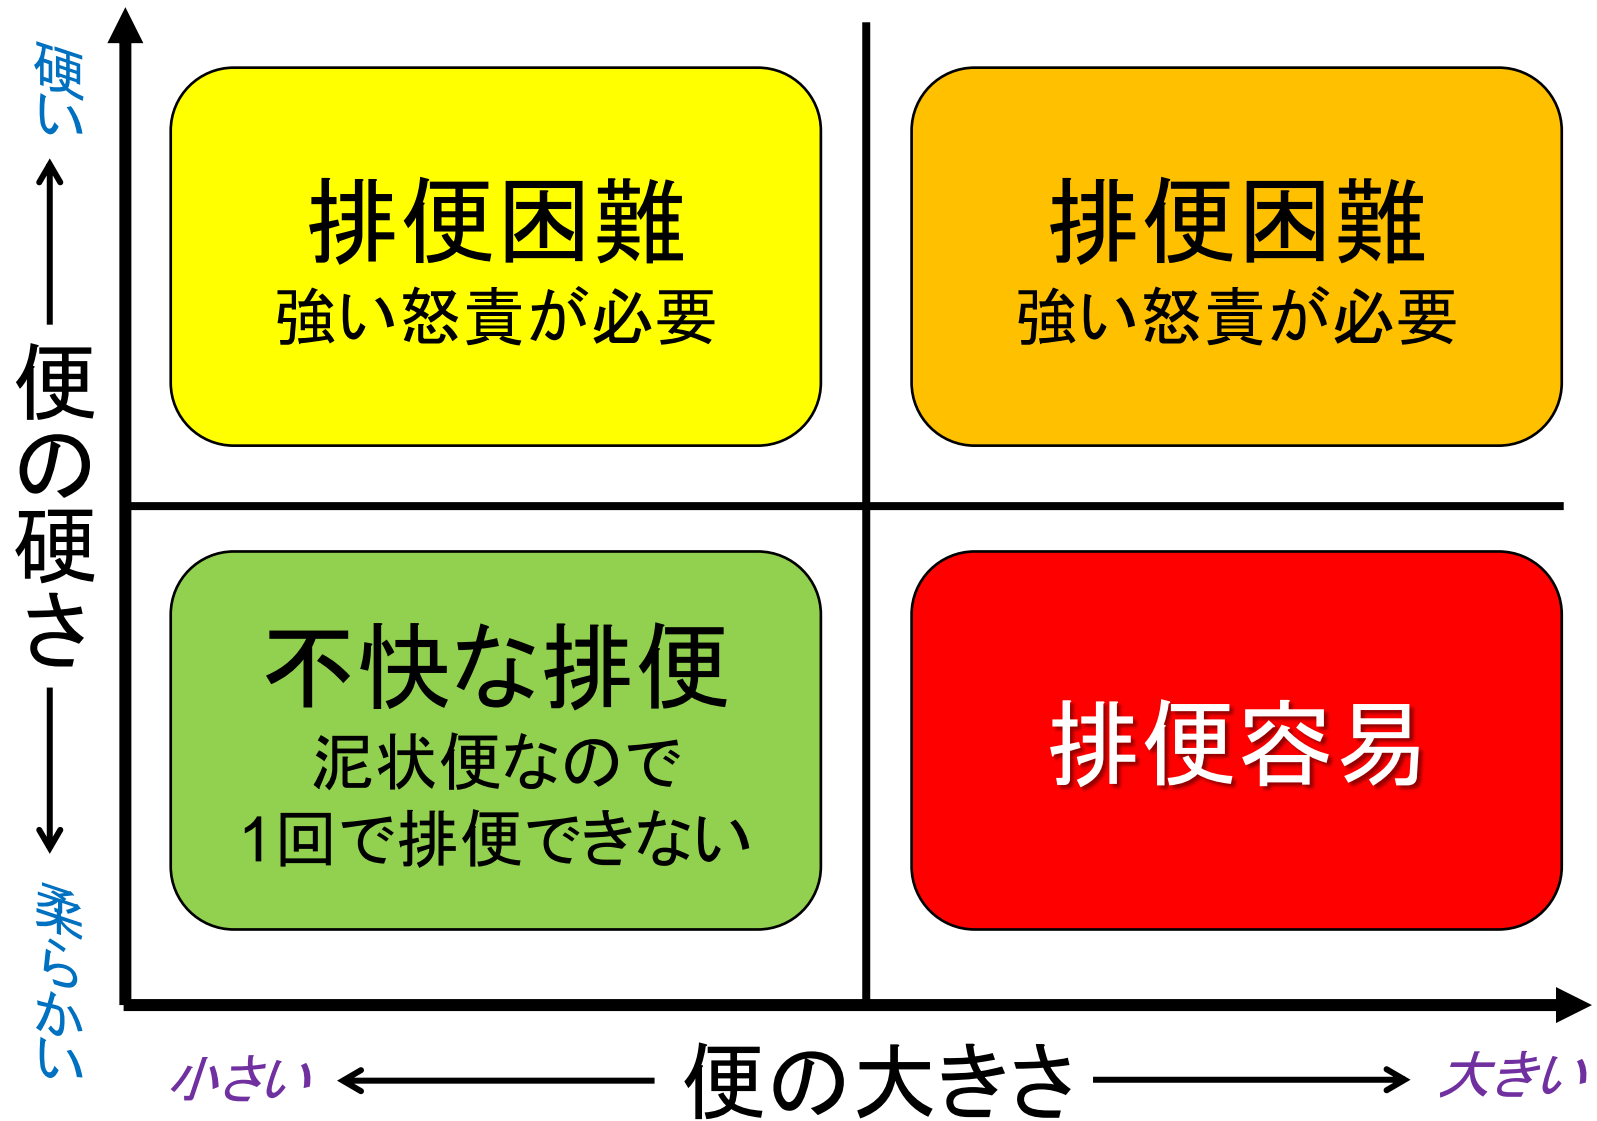 硬い
便の硬さ
柔らかい
排便困難
強い怒責が必要
排便困難
強い怒責が必要
不快な排便
泥状便なので
1回で排便できない
排便容易
小さい
便の大きさ
大きい